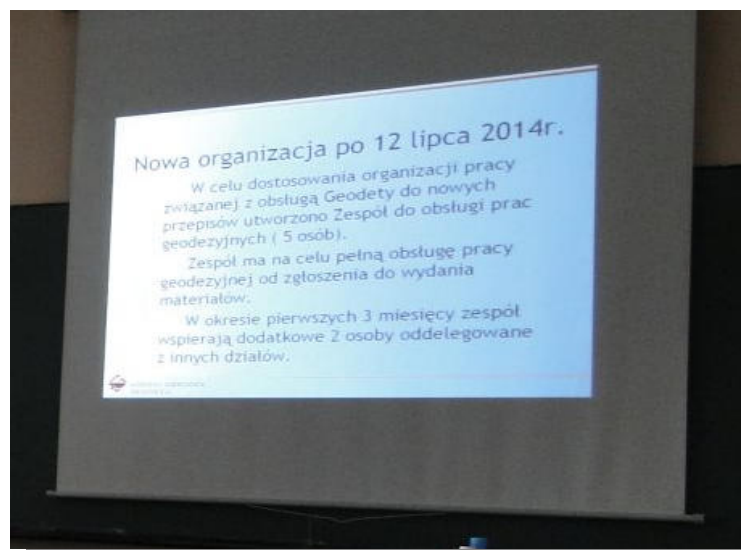 Nowa organizacja po 12 lipca 2014r.
W celu dostosowania organizacji pracy
związanej z obsługą Geodety do nowych
przepisów utworzono Zespół do obsługi prac
geodezyjnych ( 5 osób).
Zespół ma na celu pełną obsługę pracy
geodezyjnej od zgłoszenia do wydania
materiałów.
W okresie pierwszych 3 miesięcy zespół
wspierają dodatkowe 2 osoby oddelegowane
z innych działów.